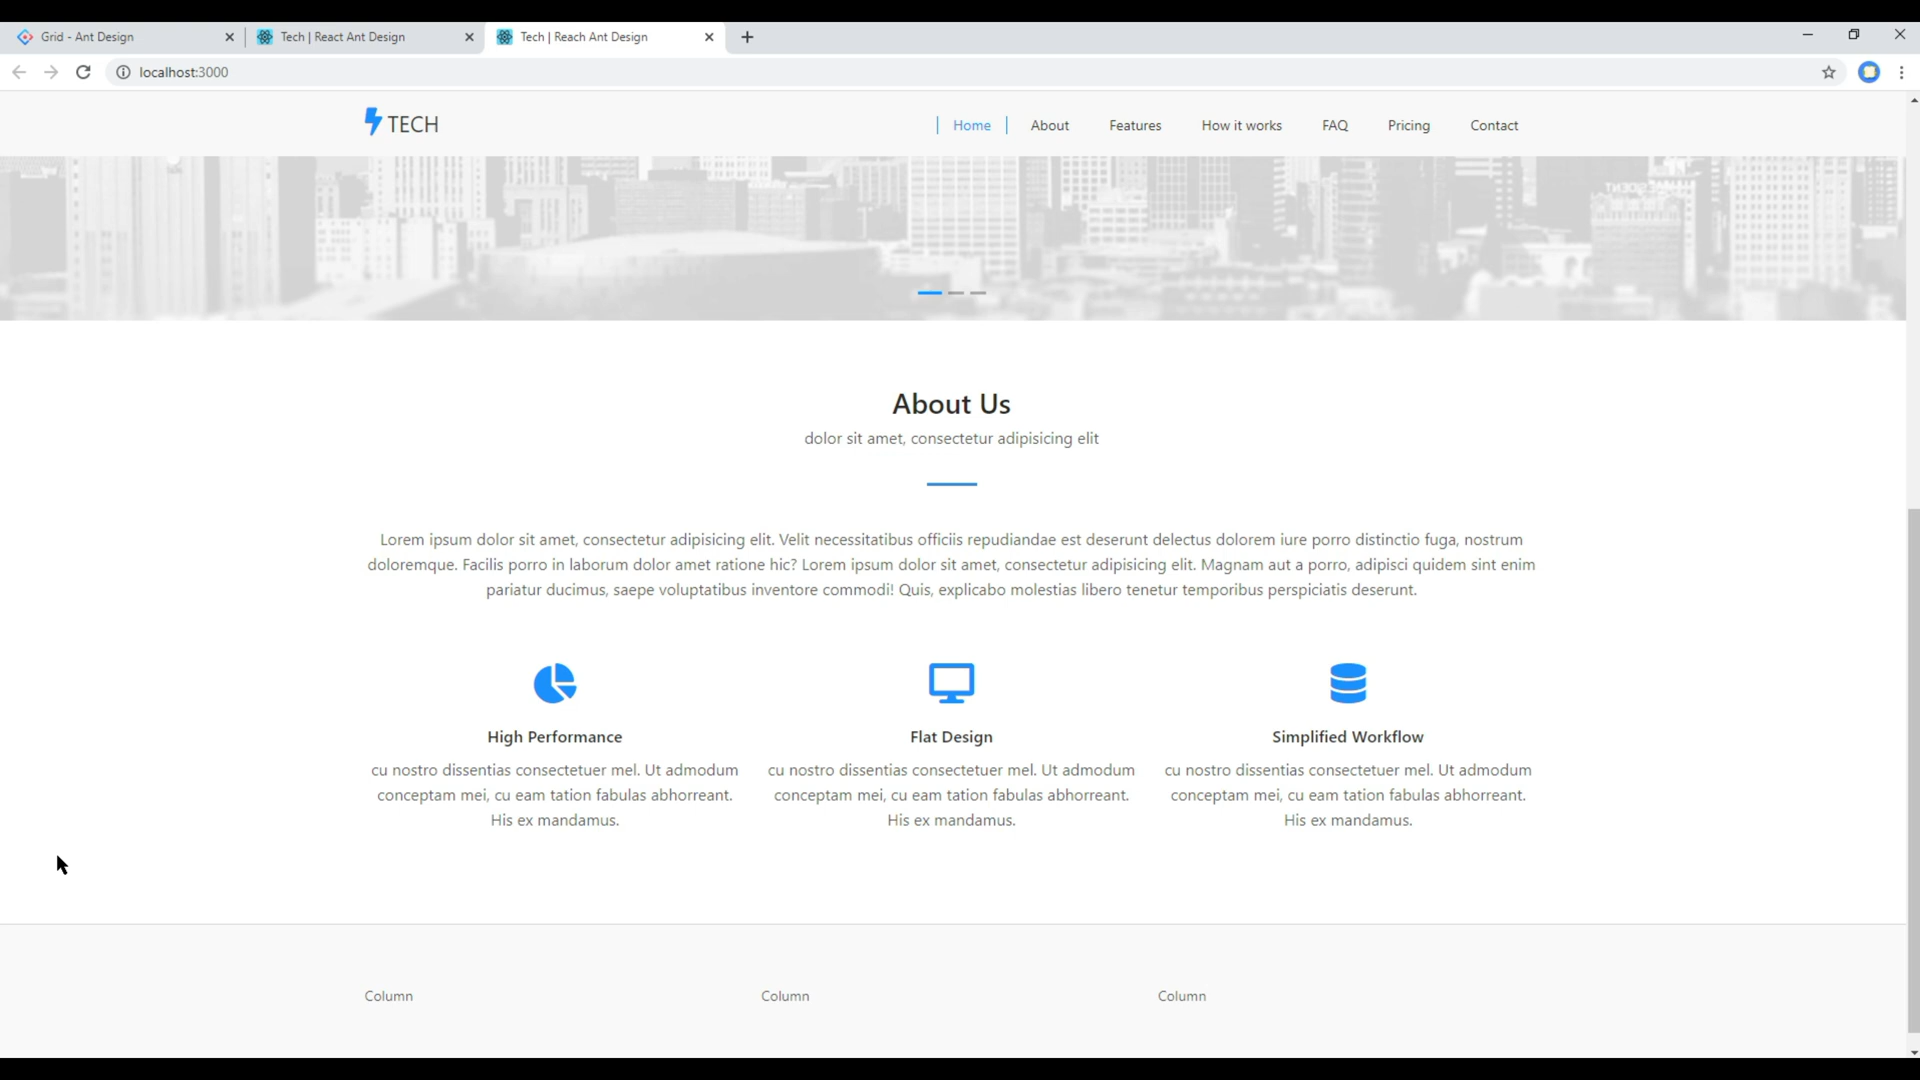 Grid - Ant Design
Tech | React Ant Design
Tech | Reach Ant Design
localhost:3000
TECH
Home About Features How it works FAQ Pricing Contact
About Us
dolor sit amet, consectetur adipisicing elit
Lorem ipsum dolor sit amet, consectetur adipisicing elit. Velit necessitatibus officiis repudiandae est deserunt delectus dolorem iure porro distinctio fuga, nostrum
doloremque. Facilis porro in laborum dolor amet ratione hic? Lorem ipsum dolor sit amet, consectetur adipisicing elit. Magnam aut a porro, adipisci quidem sint enim
pariatur ducimus, saepe voluptatibus inventore commodi! Quis, explicabo molestias libero tenetur temporibus perspiciatis deserunt.
High Performance
cu nostro dissentias consectetuer mel. Ut admodum
conceptam mei, cu eam tation fabulas abhorreant.
His ex mandamus.
Flat Design
cu nostro dissentias consectetuer mel. Ut admodum
conceptam mei, cu eam tation fabulas abhorreant.
His ex mandamus.
Simplified Workflow
cu nostro dissentias consectetuer mel. Ut admodum
conceptam mei, cu eam tation fabulas abhorreant.
His ex mandamus.
Column
Column
Column